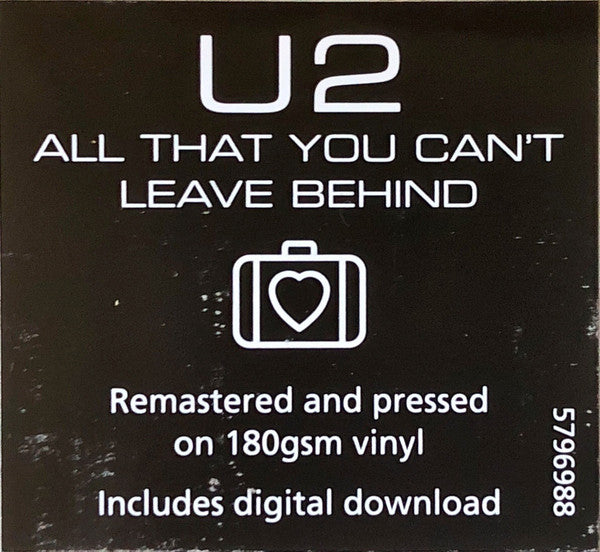 U2
ALL THAT YOU CAN'T
LEAVE BEHIND
Remastered and pressed
on 180gsm vinyl
Includes digital download
5796988